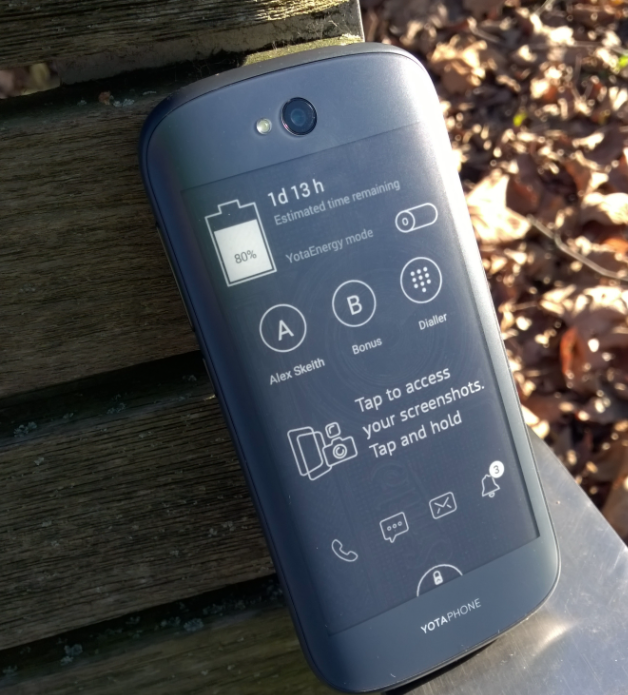 1d 13 h
Estimated time remaining
80%
YotaEnergy mode
A
B
Alex Skeith
Bonus
Dialler
Tap to access
your screenshots.
Tap and hold
3
YOTAPHONE